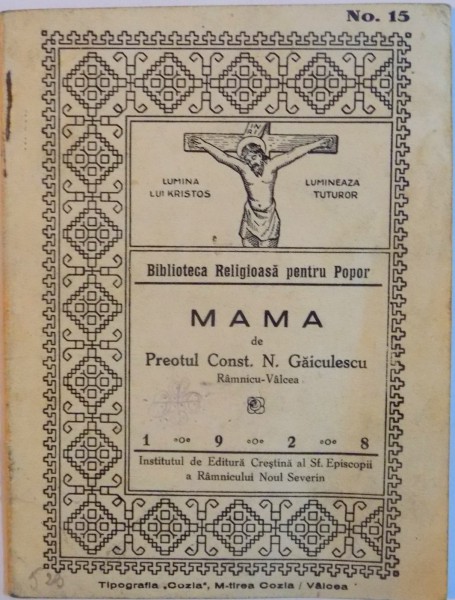 No. 15
LUMINA
LUI KRISTOS
LUMINEAZA
TUTUROR
Biblioteca Religioasă pentru Popor
MAMA
de
Preotul Const. N. Găiculescu
Râmnicu-Vâlcea
1 9 2 8
Institutul de Editură Creştină al Sf. Episcopii
a Râmnicului Noul Severin
Tipografia „Cozia", M-tirea Cozia / Vâlcea